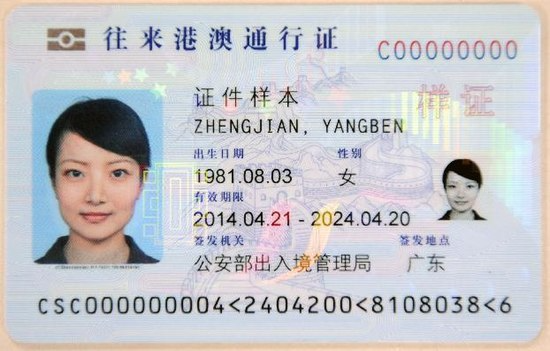 往来港澳通行证
C00000000
样证
证件样本
ZHENGJIAN, YANGBEN
出生日期 性别
1981.08.03 女
有效期限
2014.04.21 - 2024.04.20
签发机关 签发地点
公安部出入境管理局 广东
CSC000000004<2404200<8108038<6